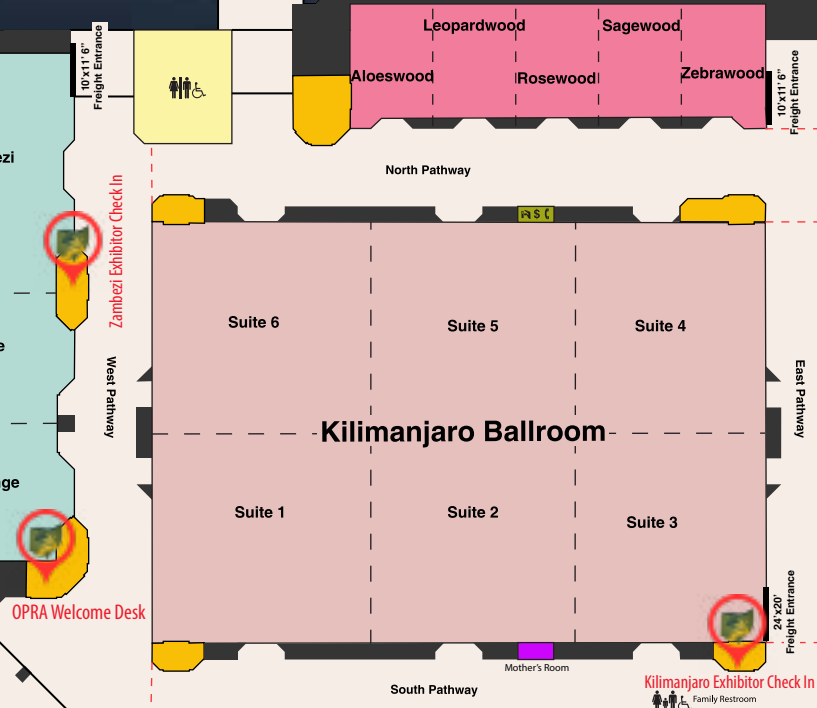 Leopardwood
Sagewood
Aloeswood
Rosewood
Zebrawood
10'x11' 6"
Freight Entrance
10'x11' 6"
Freight Entrance
North Pathway
ezi
Zambezi Exhibitor Check In
$
Suite 6
Suite 5
Suite 4
e
West Pathway
East Pathway
Kilimanjaro Ballroom
nge
Suite 1
Suite 2
Suite 3
OPRA Welcome Desk
24'x20'
Freight Entrance
Mother's Room
Kilimanjaro Exhibitor Check In
South Pathway
Family Restroom